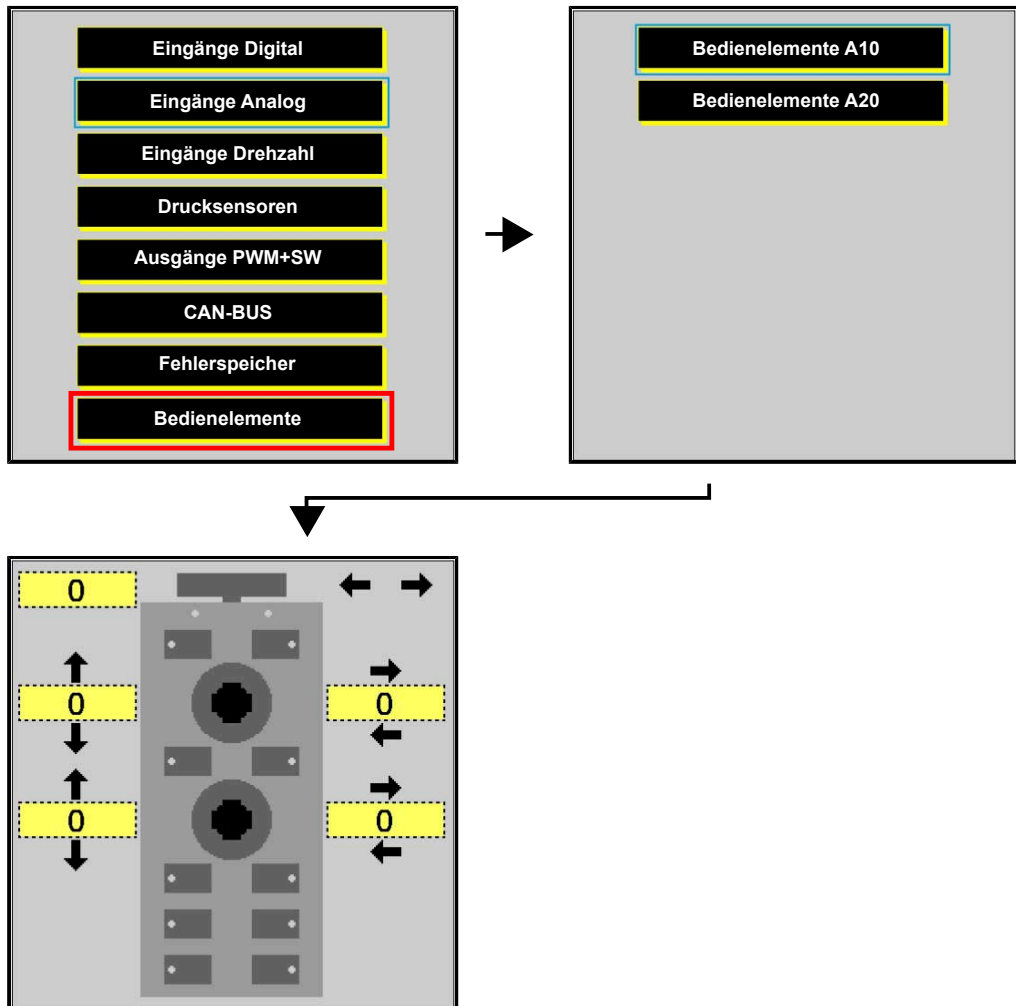 Eingänge Digital
Eingänge Analog
Eingänge Drehzahl
Drucksensoren
Ausgänge PWM+SW
CAN-BUS
Fehlerspeicher
Bedienelemente
Bedienelemente A10
Bedienelemente A20
0
0
0
0
0